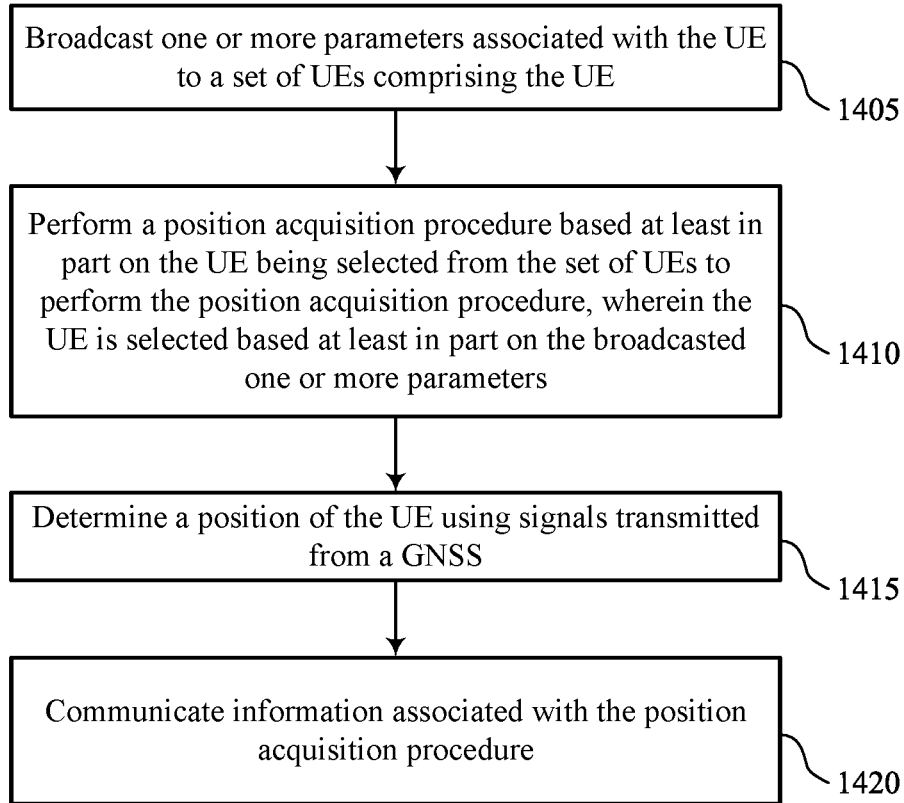 Broadcast one or more parameters associated with the UE
to a set of UEs comprising the UE
1405
Perform a position acquisition procedure based at least in
part on the UE being selected from the set of UEs to
perform the position acquisition procedure, wherein the
UE is selected based at least in part on the broadcasted
one or more parameters
1410
Determine a position of the UE using signals transmitted
from a GNSS
1415
Communicate information associated with the position
acquisition procedure
1420